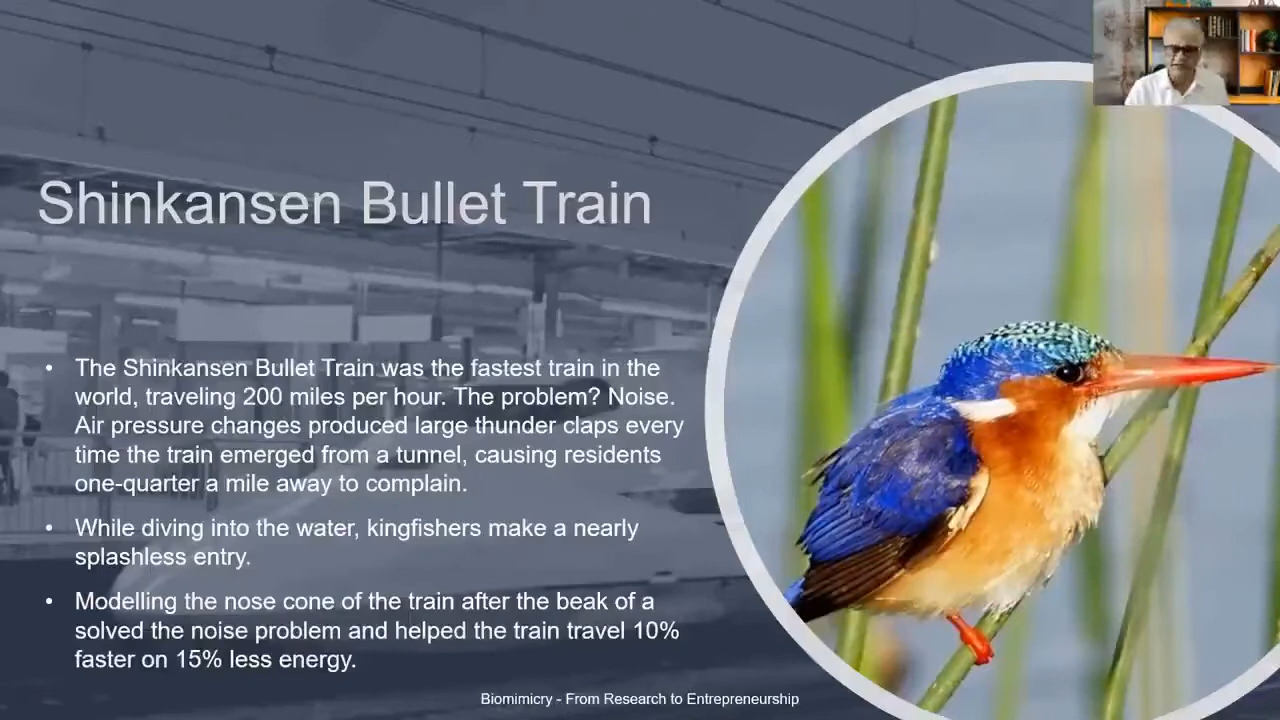 Shinkansen Bullet Train
• The Shinkansen Bullet Train was the fastest train in the
world, traveling 200 miles per hour. The problem? Noise.
Air pressure changes produced large thunder claps every
time the train emerged from a tunnel, causing residents
one-quarter a mile away to complain.
• While diving into the water, kingfishers make a nearly
splashless entry.
• Modelling the nose cone of the train after the beak of a
solved the noise problem and helped the train travel 10%
faster on 15% less energy.
Biomimicry - From Research to Entrepreneurship